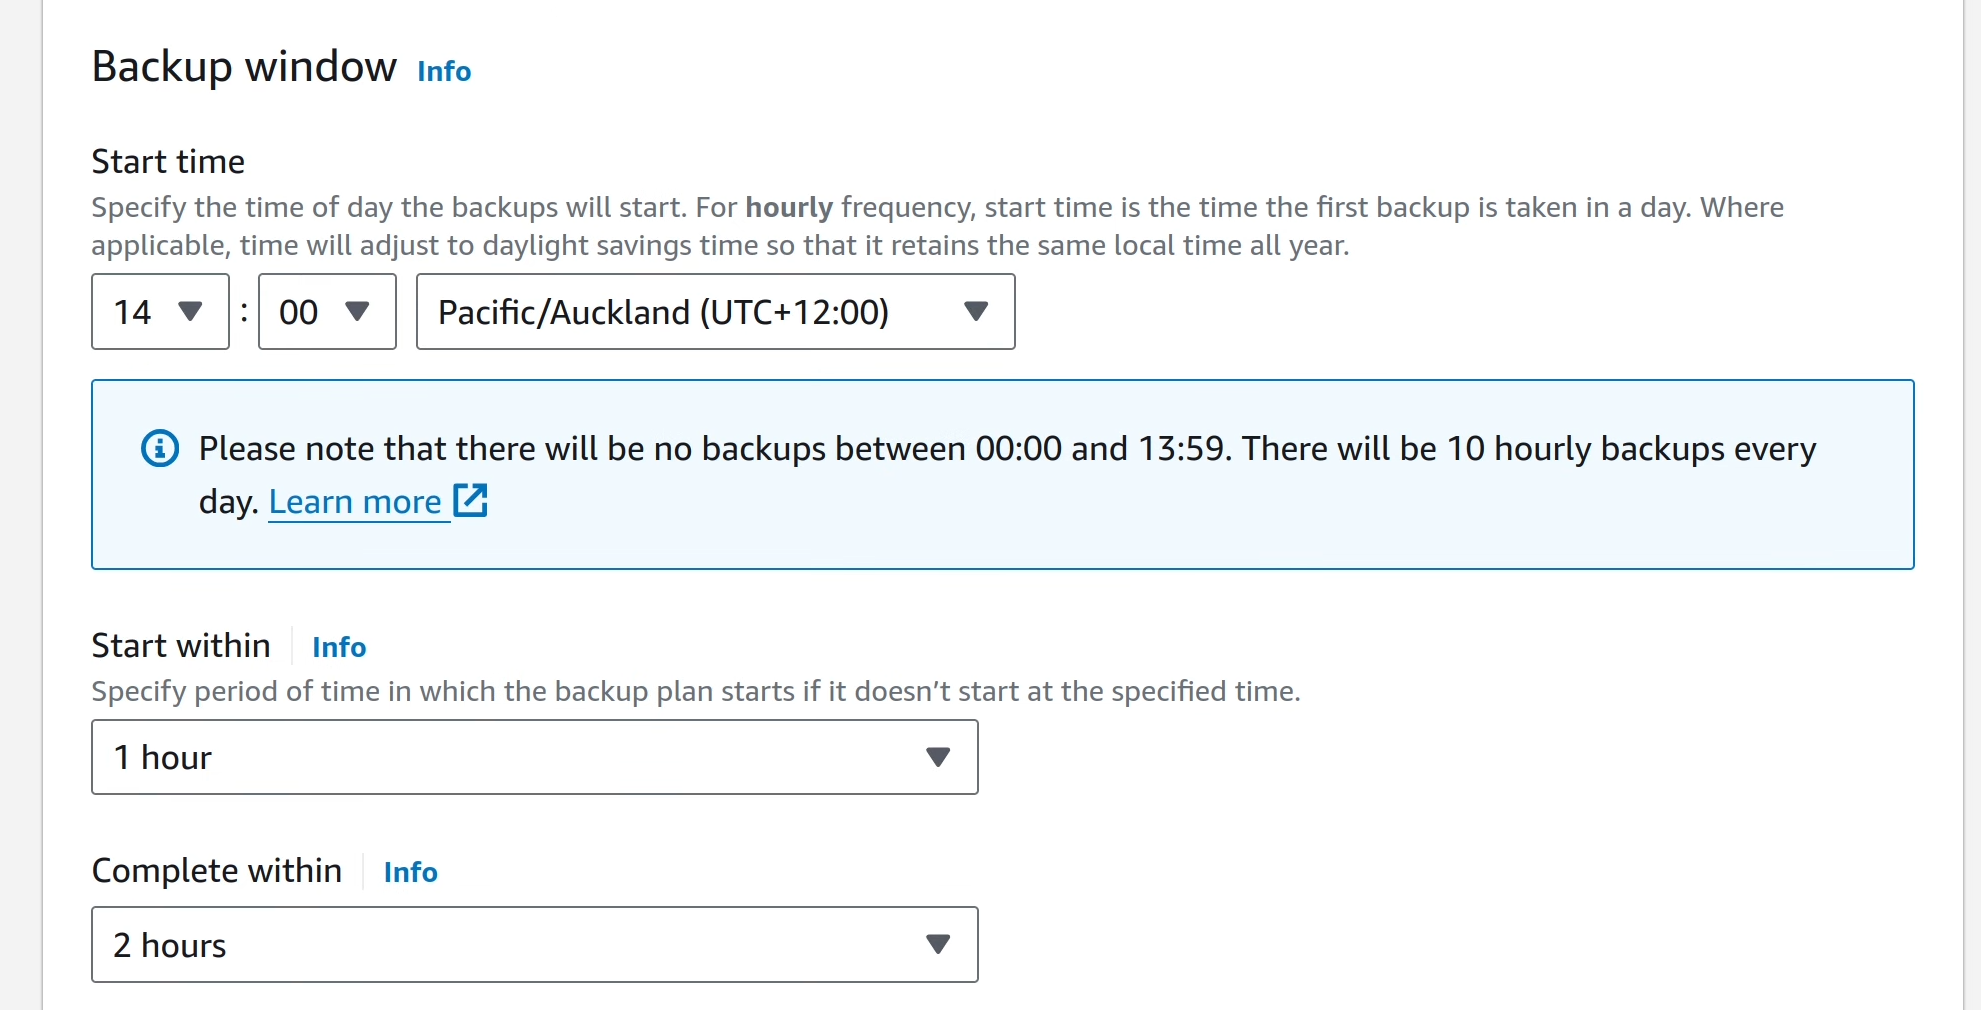 Backup window Info
Start time
Specify the time of day the backups will start. For hourly frequency, start time is the time the first backup is taken in a day. Where
applicable, time will adjust to daylight savings time so that it retains the same local time all year.
14 : 00 Pacific/Auckland (UTC+12:00)
Please note that there will be no backups between 00:00 and 13:59. There will be 10 hourly backups every
day. Learn more
Start within Info
Specify period of time in which the backup plan starts if it doesn’t start at the specified time.
1 hour
Complete within Info
2 hours